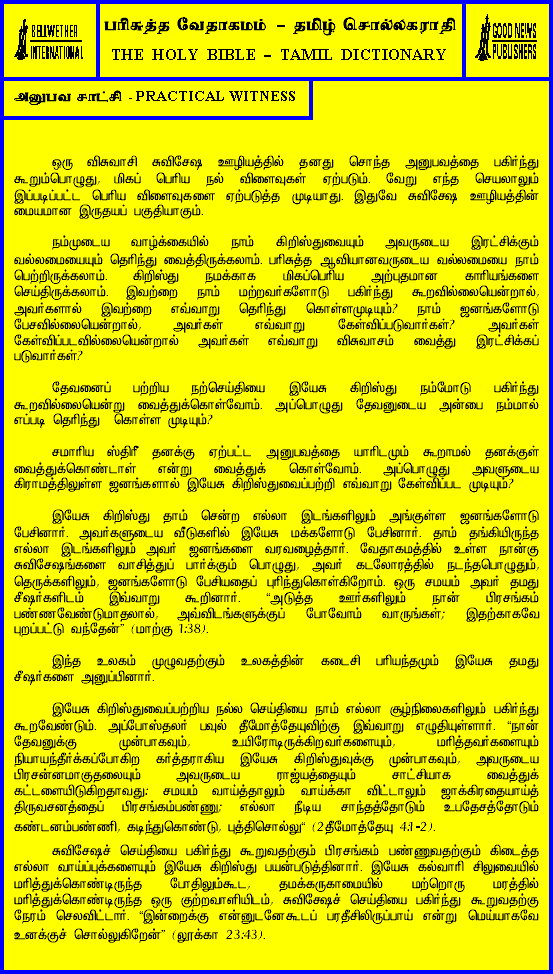 BELLWETHER
INTERNATIONAL
பரிசுத்த வேதாகமம் – தமிழ் சொல்லகராதி
THE HOLY BIBLE – TAMIL DICTIONARY
GOOD NEWS
PUBLISHERS
அனுபவ சாட்சி - PRACTICAL WITNESS
ஒரு விசுவாசி சுவிசேஷ ஊழியத்தில் தனது சொந்த அனுபவத்தை பகிர்ந்து
கூறும்பொழுது, மிகப் பெரிய நல் விளைவுகள் ஏற்படும். வேறு எந்த செயலாலும்
இப்படிப்பட்ட பெரிய விளைவுகளை ஏற்படுத்த முடியாது. இதுவே சுவிசேஷ ஊழியத்தின்
மையமான இருதயப் பகுதியாகும்.
நம்முடைய வாழ்க்கையில் நாம் கிறிஸ்துவையும் அவருடைய இரட்சிக்கும்
வல்லமையையும் தெரிந்து வைத்திருக்கலாம். பரிசுத்த ஆவியானவருடைய வல்லமையை நாம்
பெற்றிருக்கலாம். கிறிஸ்து நமக்காக மிகப்பெரிய அற்புதமான காரியங்களை
செய்திருக்கலாம். இவற்றை நாம் மற்றவர்களோடு பகிர்ந்து கூறவில்லையென்றால்,
அவர்களால் இவற்றை எவ்வாறு தெரிந்து கொள்ளமுடியும்? நாம் ஜனங்களோடு
பேசவில்லையென்றால், அவர்கள் எவ்வாறு கேள்விப்படுவார்கள்? அவர்கள்
கேள்விப்படவில்லையென்றால் அவர்கள் எவ்வாறு விசுவாசம் வைத்து இரட்சிக்கப்
படுவார்கள்?
தேவனைப் பற்றிய நற்செய்தியை இயேசு கிறிஸ்து நம்மோடு பகிர்ந்து
கூறவில்லையென்று வைத்துக்கொள்வோம். அப்பொழுது தேவனுடைய அன்பை நம்மால்
எப்படி தெரிந்து கொள்ள முடியும்?
சமாரிய ஸ்திரீ தனக்கு ஏற்பட்ட அனுபவத்தை யாரிடமும் கூறாமல் தனக்குள்
வைத்துக்கொண்டாள் என்று வைத்துக் கொள்வோம். அப்பொழுது அவளுடைய
கிராமத்திலுள்ள ஜனங்களால் இயேசு கிறிஸ்துவைப்பற்றி எவ்வாறு கேள்விப்பட முடியும்?
இயேசு கிறிஸ்து தாம் சென்ற எல்லா இடங்களிலும் அங்குள்ள ஜனங்களோடு
பேசினார். அவர்களுடைய வீடுகளில் இயேசு மக்களோடு பேசினார். தாம் தங்கியிருந்த
எல்லா இடங்களிலும் அவர் ஜனங்களை வரவழைத்தார். வேதாகமத்தில் உள்ள நான்கு
சுவிசேஷங்களை வாசித்துப் பார்க்கும் பொழுது, அவர் கடலோரத்தில் நடந்தபொழுதும்,
தெருக்களிலும், ஜனங்களோடு பேசியதைப் புரிந்துகொள்கிறோம். ஒரு சமயம் அவர் தமது
சீஷர்களிடம் இவ்வாறு கூறினார். “அடுத்த ஊர்களிலும் நான் பிரசங்கம்
பண்ணவேண்டுமாதலால், அவ்விடங்களுக்குப் போவோம் வாருங்கள்; இதற்காகவே
புறப்பட்டு வந்தேன்” (மாற்கு 1:38).
இந்த உலகம் முழுவதற்கும் உலகத்தின் கடைசி பரியந்தமும் இயேசு தமது
சீஷர்களை அனுப்பினார்.
இயேசு கிறிஸ்துவைப்பற்றிய நல்ல செய்தியை நாம் எல்லா சூழ்நிலைகளிலும் பகிர்ந்து
கூறவேண்டும். அப்போஸ்தலர் பவுல் தீமோத்தேயுவிற்கு இவ்வாறு எழுதியுள்ளார். “நான்
தேவனுக்கு முன்பாகவும், உயிரோடிருக்கிறவர்களையும், மரித்தவர்களையும்
நியாயந்தீர்க்கப்போகிற கர்த்தராகிய இயேசு கிறிஸ்துவுக்கு முன்பாகவும், அவருடைய
பிரசன்னமாகுதலையும் அவருடைய ராஜ்யத்தையும் சாட்சியாக வைத்துக்
கட்டளையிடுகிறதாவது: சமயம் வாய்த்தாலும் வாய்க்கா விட்டாலும் ஜாக்கிரதையாய்த்
திருவசனத்தைப் பிரசங்கம்பண்ணு; எல்லா நீடிய சாந்தத்தோடும் உபதேசத்தோடும்
கண்டனம்பண்ணி, கடிந்துகொண்டு, புத்திசொல்லு“ (2தீமோத்தேயு 4:1-2).
சுவிசேஷச் செய்தியை பகிர்ந்து கூறுவதற்கும் பிரசங்கம் பண்ணுவதற்கும் கிடைத்த
எல்லா வாய்ப்புக்களையும் இயேசு கிறிஸ்து பயன்படுத்தினார். இயேசு கல்வாரி சிலுவையில்
மரித்துக்கொண்டிருந்த போதிலும்கூட, தமக்கருகாமையில் மற்றொரு மரத்தில்
மரித்துக்கொண்டிருந்த ஒரு குற்றவாளியிடம், சுவிசேஷச் செய்தியை பகிர்ந்து கூறுவதற்கு
நேரம் செலவிட்டார். “இன்றைக்கு என்னுடனேகூடப் பரதீசிலிருப்பாய் என்று மெய்யாகவே
உனக்குச் சொல்லுகிறேன்” (லூக்கா 23:43).